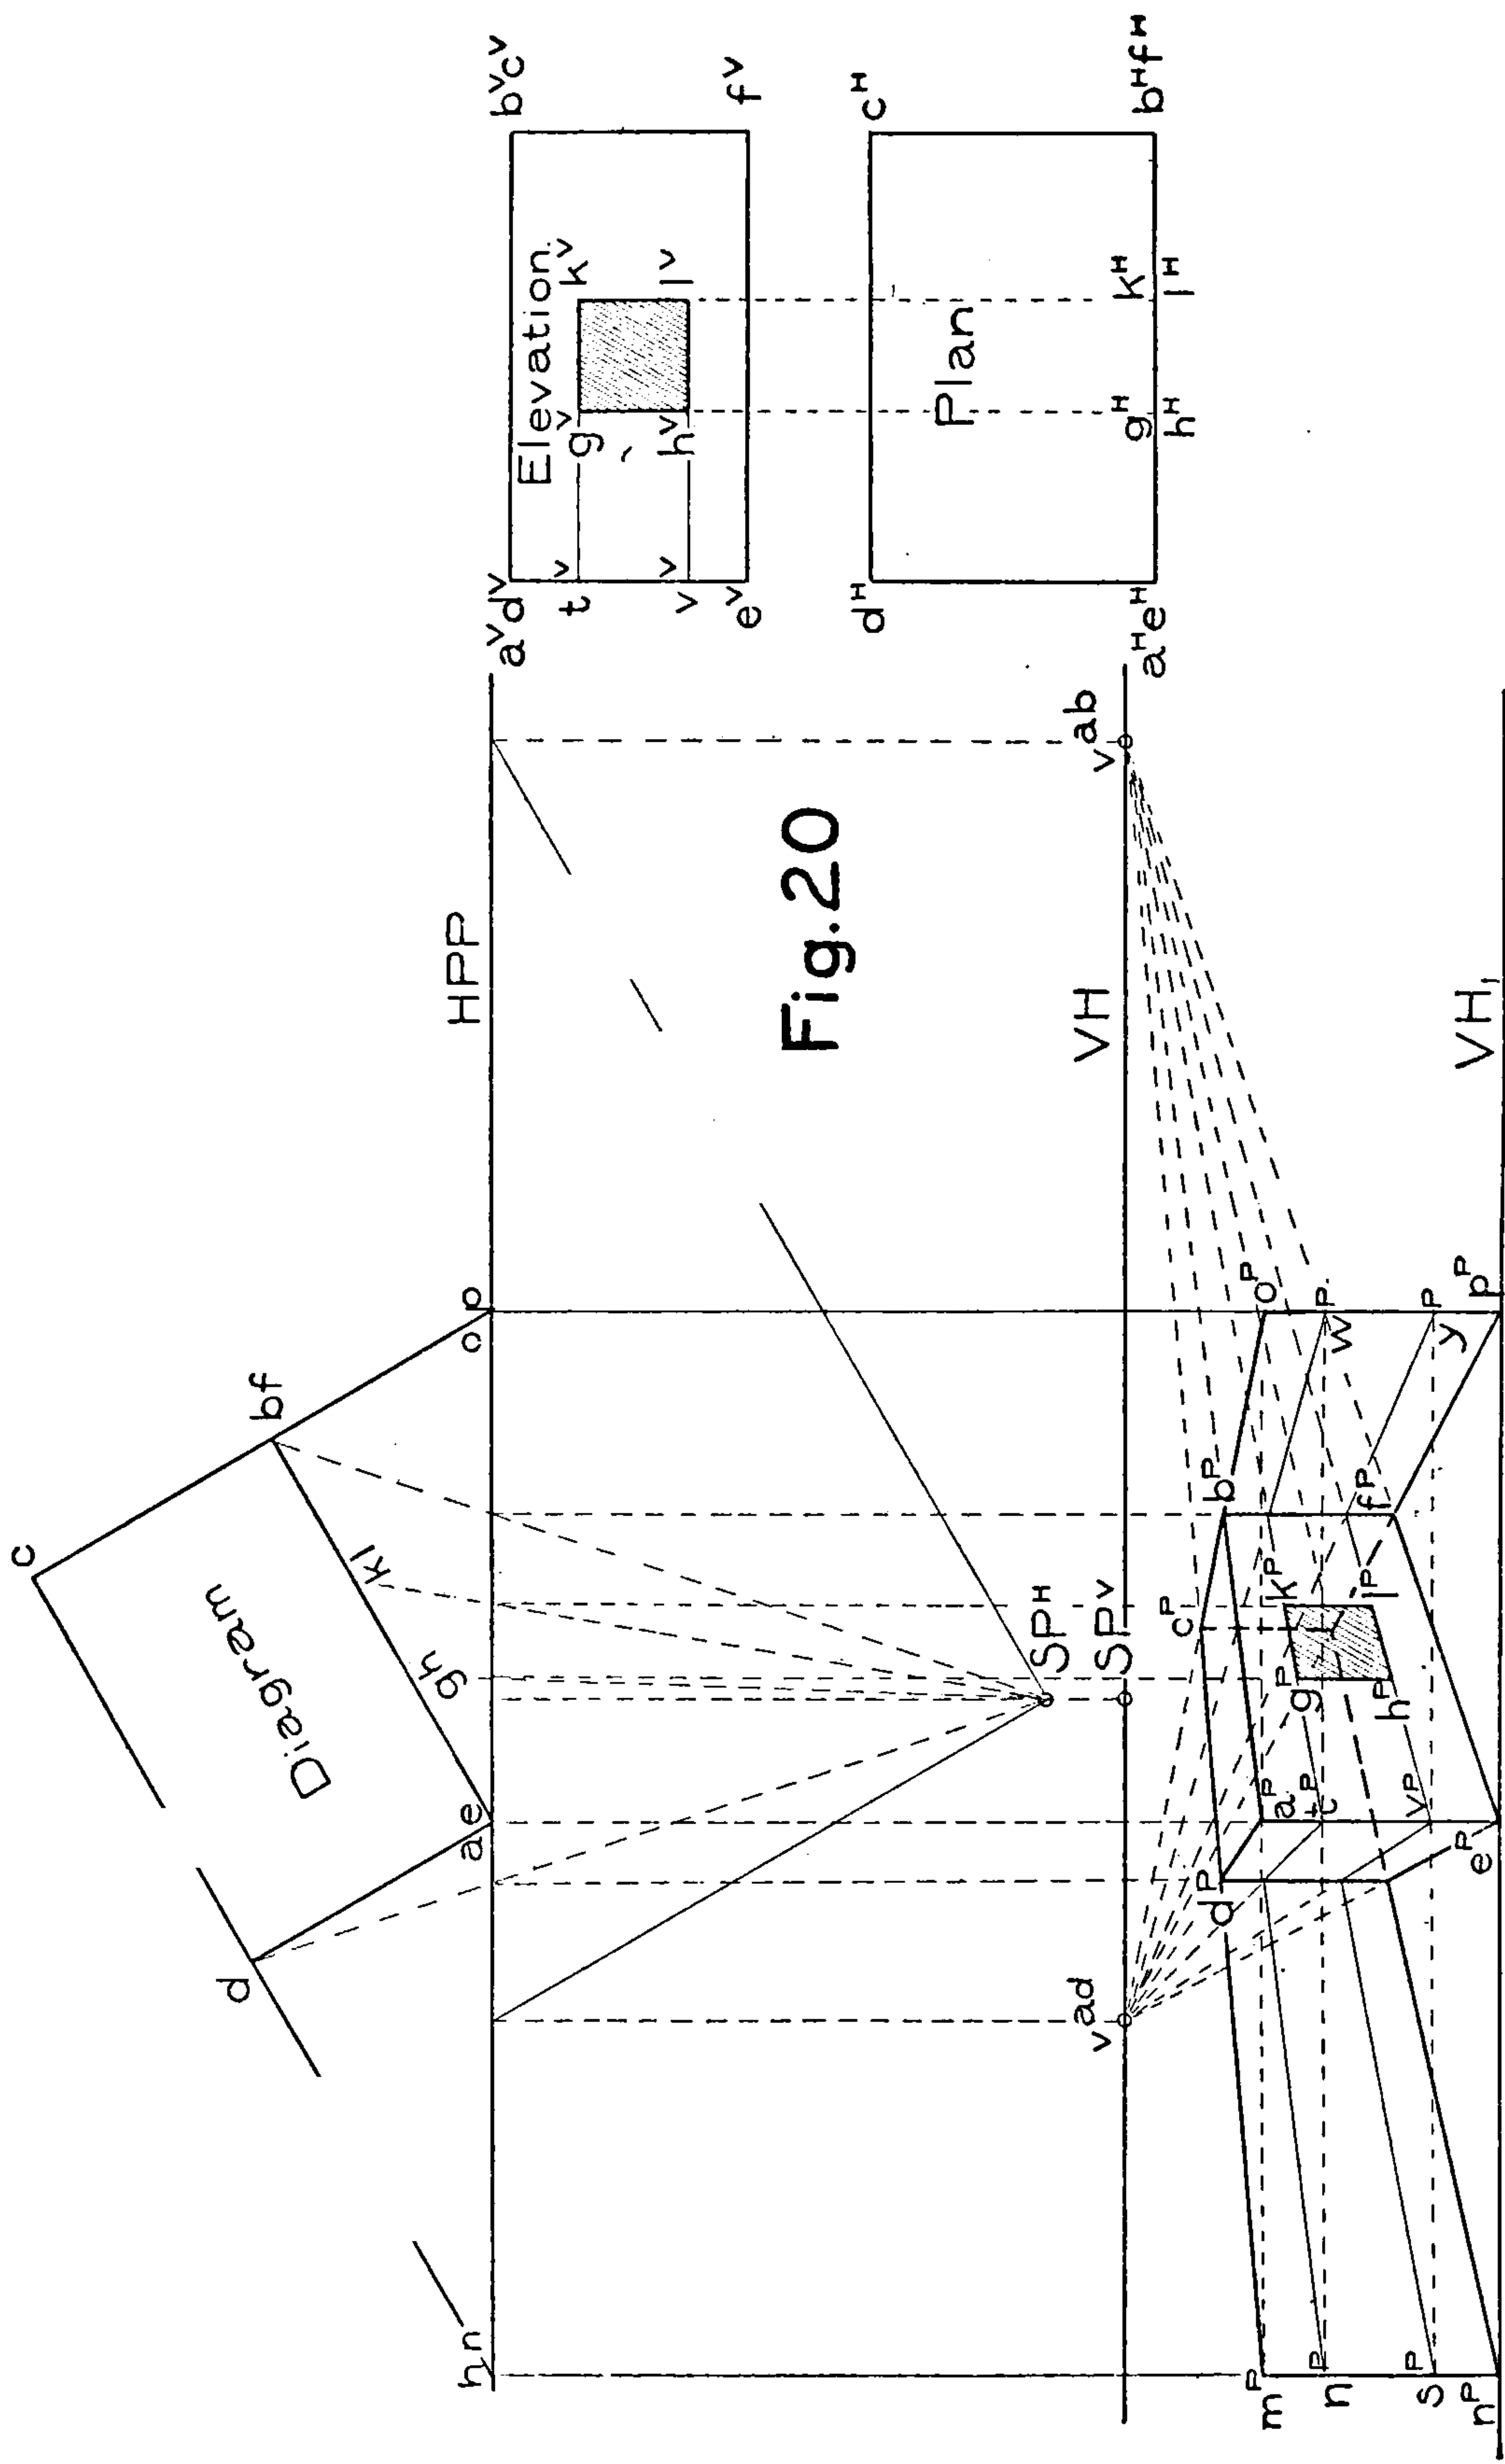 c
bf
kl
gh
Diagram
d
hn
ae
o p
HPP
Fig. 20
SPᴴ
SPⱽ
vᵃᵈ
VH
vᵃᵇ
cᴾ
bᴾ
dᴾ
oᴾ
mᴾ
aᴾ
kᴾ
tᴾ
gᴾ
nᴾ
wᴾ
fᴾ
lᴾ
hᴾ
vᴾ
sᴾ
yᴾ
eᴾ
nᴾ
pᴾ
VH₁
aⱽdⱽ
bⱽcⱽ
Elevation
tⱽ
gⱽ
kⱽ
vⱽ
hⱽ
lⱽ
eⱽ
fⱽ
dᴴ
cᴴ
Plan
gᴴ
kᴴ
aᴴeᴴ
hᴴ
lᴴ
bᴴfᴴ